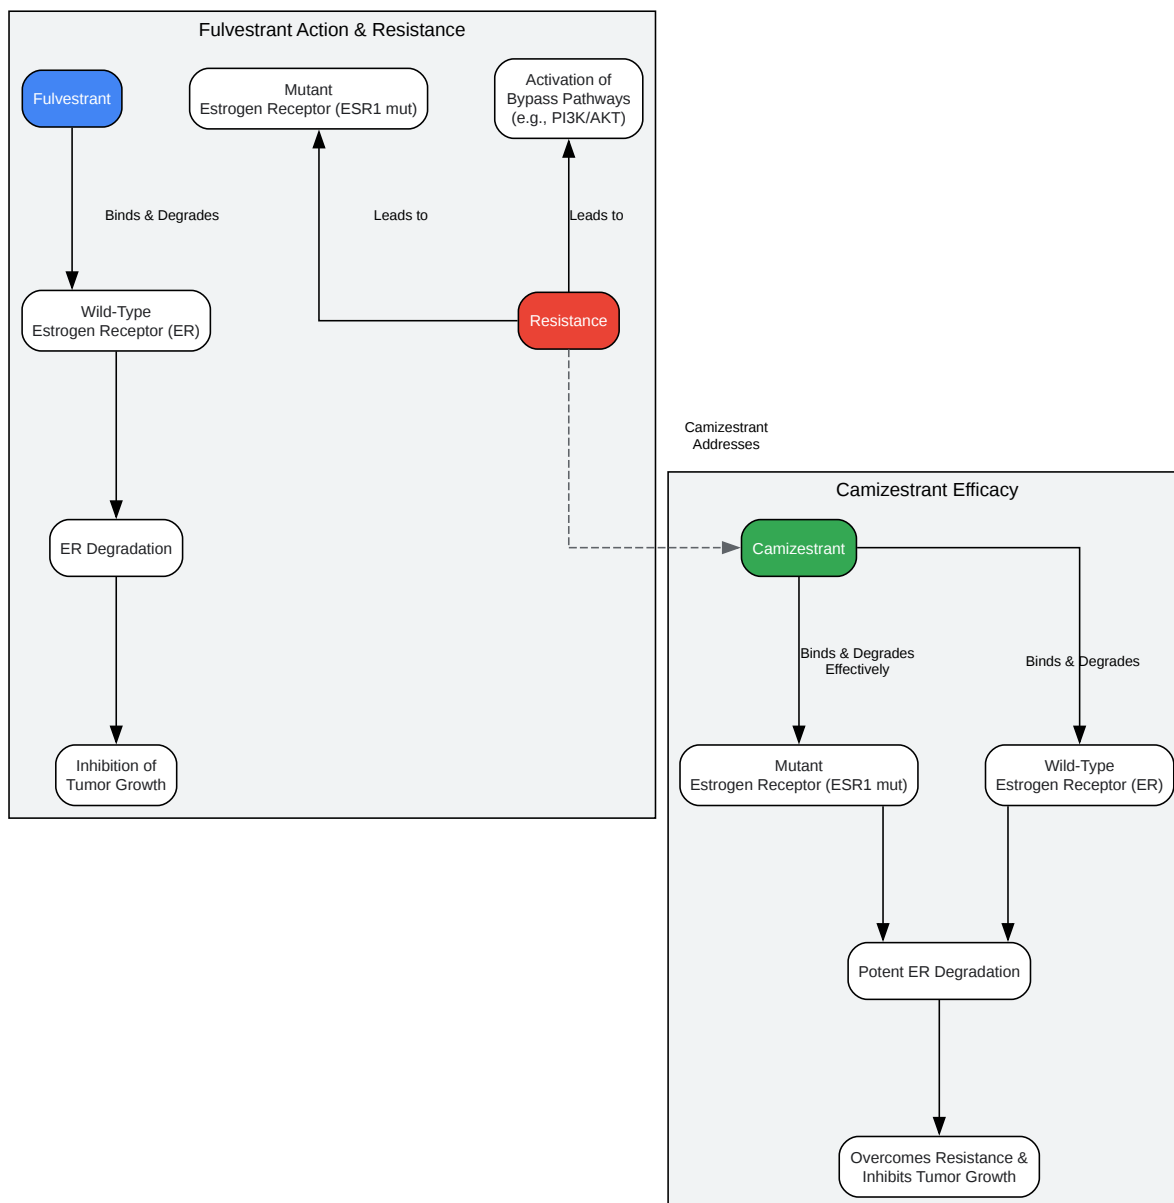 Fulvestrant Action & Resistance
Fulvestrant
Mutant
Estrogen Receptor (ESR1 mut)
Activation of
Bypass Pathways
(e.g., PI3K/AKT)
Binds & Degrades
Leads to
Leads to
Wild-Type
Estrogen Receptor (ER)
Resistance
ER Degradation
Inhibition of
Tumor Growth
Camizestrant
Addresses
Camizestrant Efficacy
Camizestrant
Binds & Degrades
Effectively
Binds & Degrades
Mutant
Estrogen Receptor (ESR1 mut)
Wild-Type
Estrogen Receptor (ER)
Potent ER Degradation
Overcomes Resistance &
Inhibits Tumor Growth